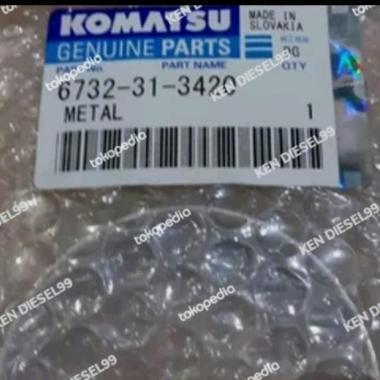 KOMATSU
MADE IN
SLOVAKIA
GENUINE PARTS
PART NO.
PART NAME
QTY
6732-31-3420
METAL
1
tokopedia
KEN DIESEL99